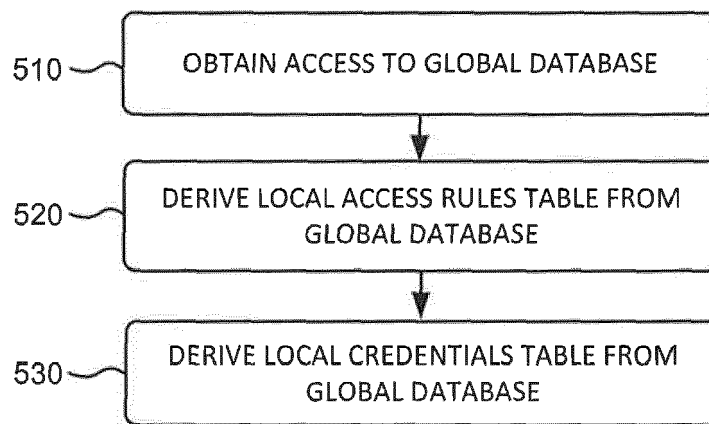 510
OBTAIN ACCESS TO GLOBAL DATABASE
520
DERIVE LOCAL ACCESS RULES TABLE FROM
GLOBAL DATABASE
530
DERIVE LOCAL CREDENTIALS TABLE FROM
GLOBAL DATABASE